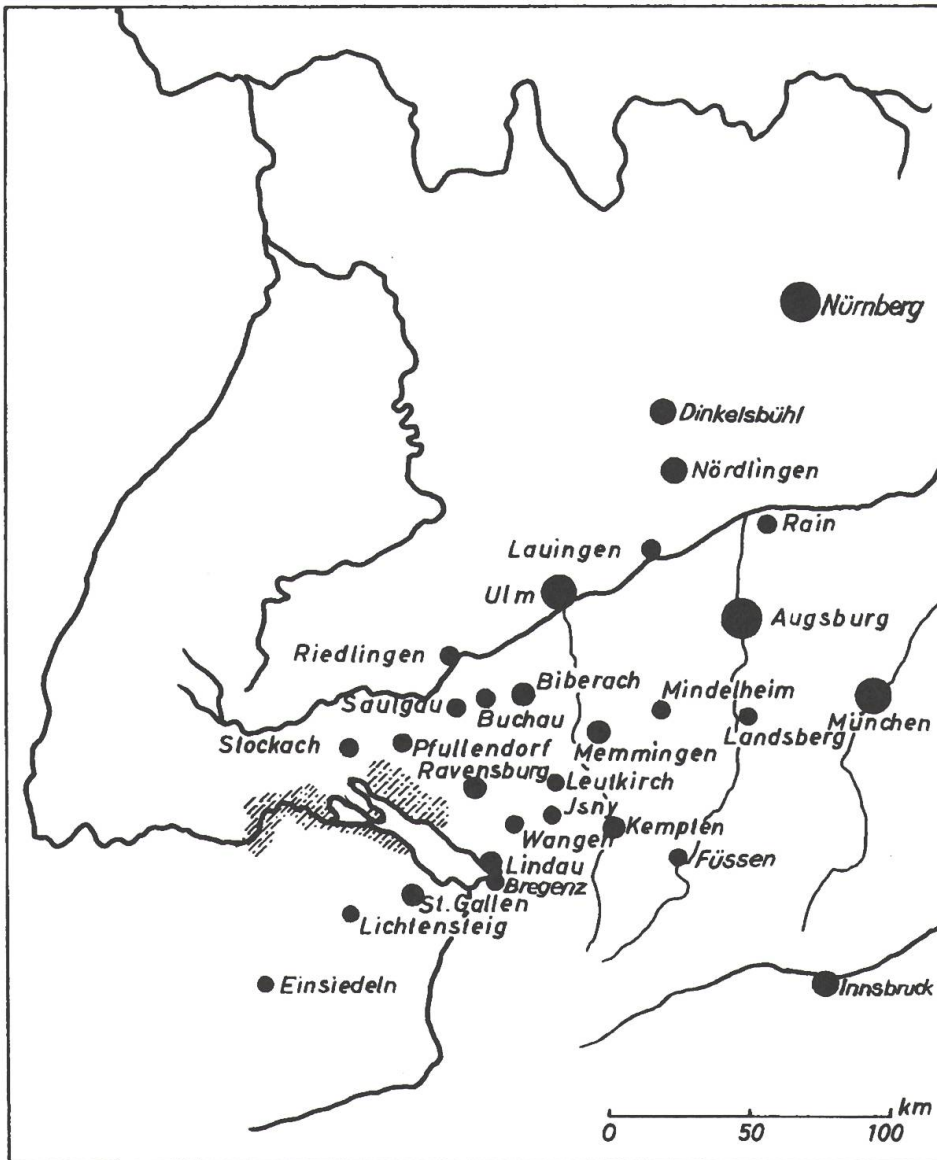 Nürnberg
Dinkelsbühl
Nördlingen
Rain
Lauingen
Ulm
Augsburg
Riedlingen
Biberach
Mindelheim
Saulgau
Buchau
Landsberg
München
Stockach
Pfullendorf
Memmingen
Ravensburg
Leutkirch
Jsny
Wangen
Kempten
Lindau
Füssen
Bregenz
St.Gallen
Lichtensteig
Einsiedeln
Innsbruck
km
0 50 100